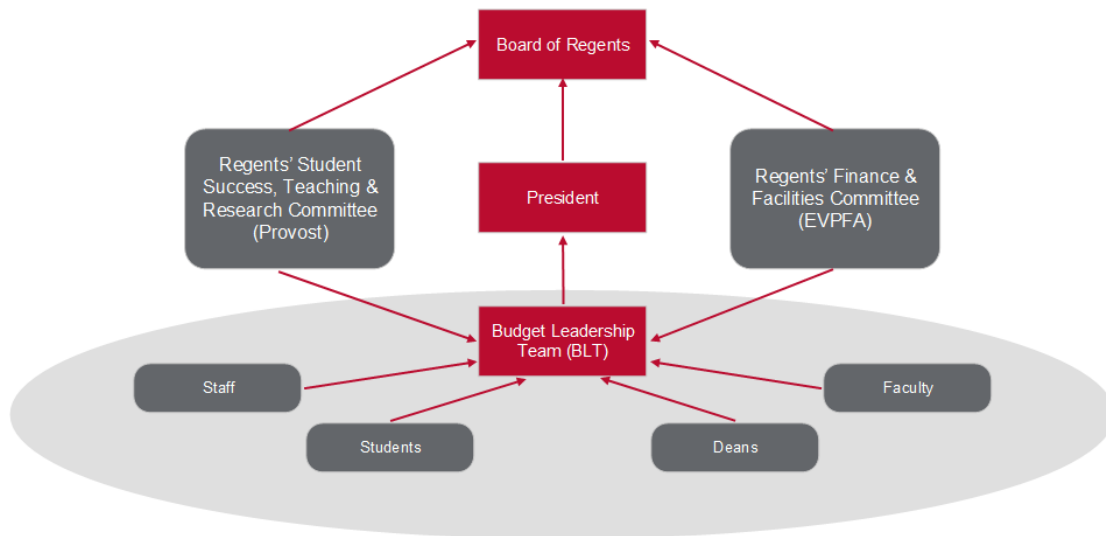 Board of Regents
Regents’ Student
Success, Teaching &
Research Committee
(Provost)
President
Regents’ Finance &
Facilities Committee
(EVPFA)
Budget Leadership
Team (BLT)
Staff
Faculty
Students
Deans